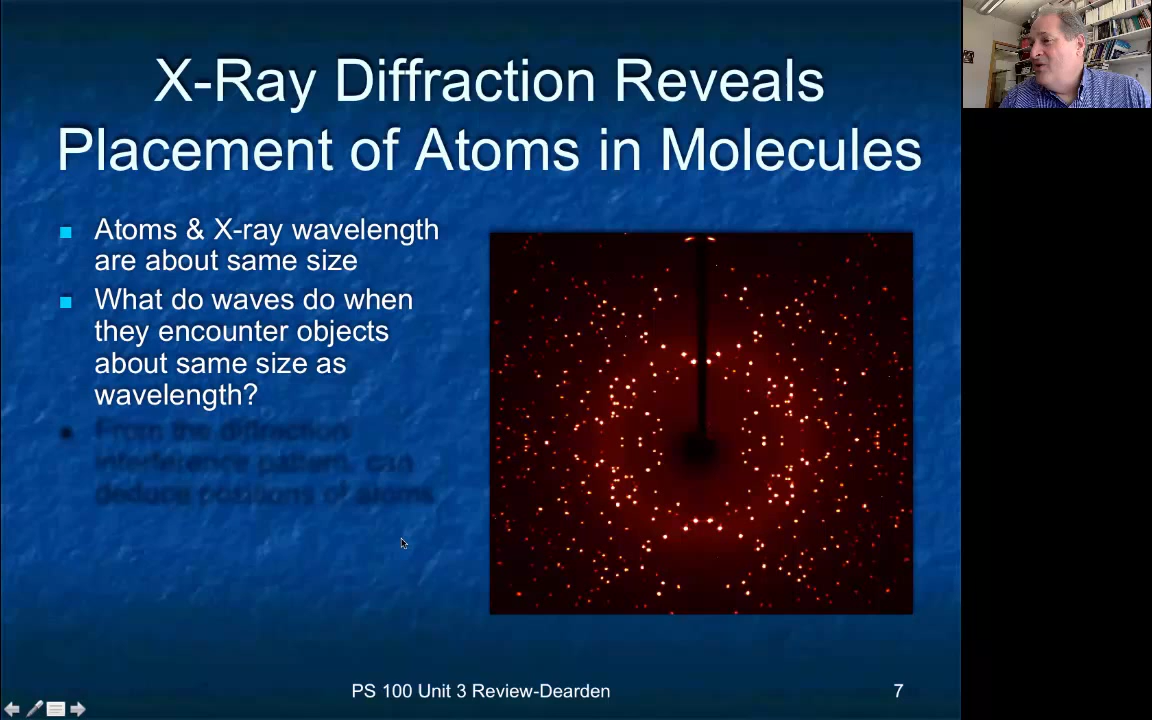 X-Ray Diffraction Reveals
Placement of Atoms in Molecules
Atoms & X-ray wavelength
are about same size
What do waves do when
they encounter objects
about same size as
wavelength?
From the diffraction
interference pattern, can
deduce positions of atoms
PS 100 Unit 3 Review-Dearden
7